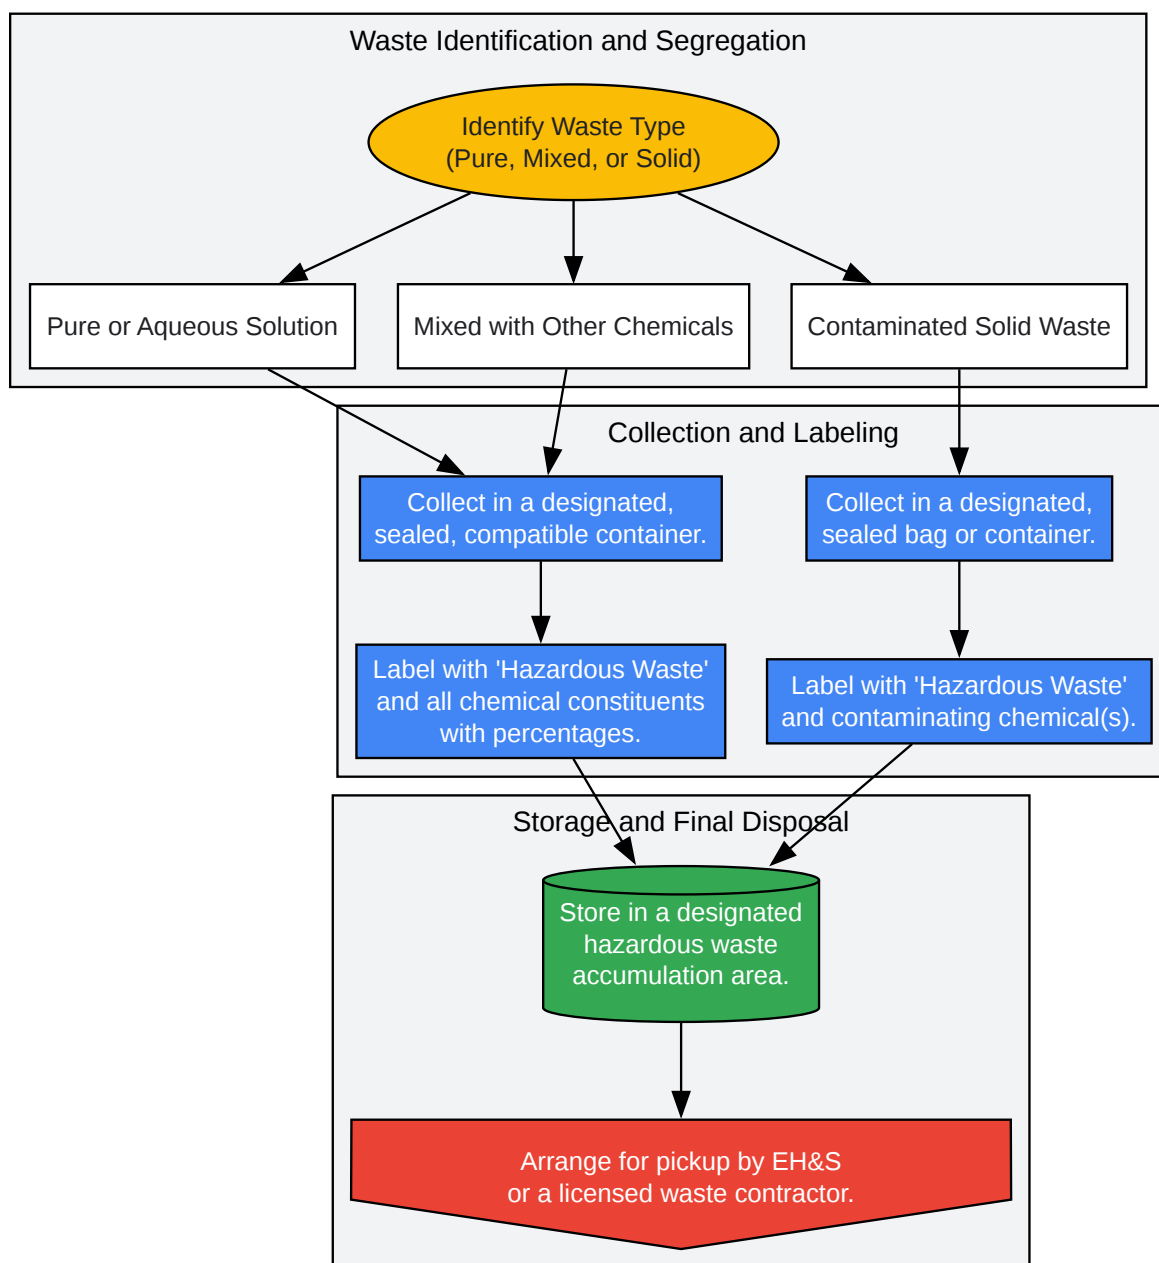 Waste Identification and Segregation
Identify Waste Type
(Pure, Mixed, or Solid)
Pure or Aqueous Solution
Mixed with Other Chemicals
Contaminated Solid Waste
Collection and Labeling
Collect in a designated,
sealed, compatible container.
Collect in a designated,
sealed bag or container.
Label with 'Hazardous Waste'
and all chemical constituents
with percentages.
Label with 'Hazardous Waste'
and contaminating chemical(s).
Storage and Final Disposal
Store in a designated
hazardous waste
accumulation area.
Arrange for pickup by EH&S
or a licensed waste contractor.